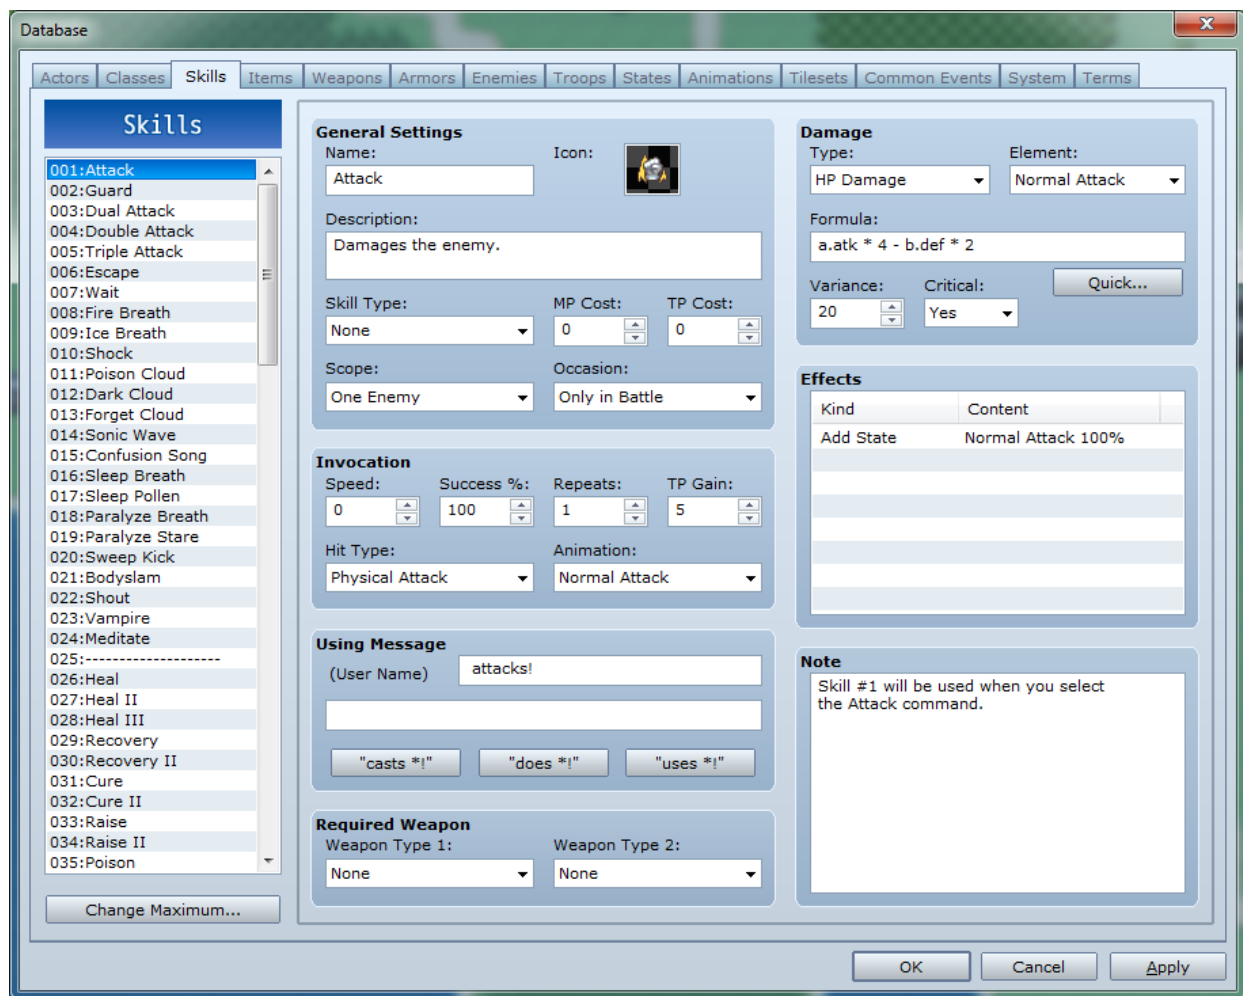 Database
x
Actors Classes Skills Items Weapons Armors Enemies Troops States Animations Tilesets Common Events System Terms
Skills
001:Attack
002:Guard
003:Dual Attack
004:Double Attack
005:Triple Attack
006:Escape
007:Wait
008:Fire Breath
009:Ice Breath
010:Shock
011:Poison Cloud
012:Dark Cloud
013:Forget Cloud
014:Sonic Wave
015:Confusion Song
016:Sleep Breath
017:Sleep Pollen
018:Paralyze Breath
019:Paralyze Stare
020:Sweep Kick
021:Bodyslam
022:Shout
023:Vampire
024:Meditate
025:--------------------
026:Heal
027:Heal II
028:Heal III
029:Recovery
030:Recovery II
031:Cure
032:Cure II
033:Raise
034:Raise II
035:Poison
Change Maximum...
General Settings
Name: Icon:
Attack
Description:
Damages the enemy.
Skill Type: MP Cost: TP Cost:
None 0 0
Scope: Occasion:
One Enemy Only in Battle
Invocation
Speed: Success %: Repeats: TP Gain:
0 100 1 5
Hit Type: Animation:
Physical Attack Normal Attack
Using Message
(User Name) attacks!
"casts *!" "does *!" "uses *!"
Required Weapon
Weapon Type 1: Weapon Type 2:
None None
Damage
Type: Element:
HP Damage Normal Attack
Formula:
a.atk * 4 - b.def * 2
Variance: Critical: Quick...
20 Yes
Effects
Kind Content
Add State Normal Attack 100%
Note
Skill #1 will be used when you select
the Attack command.
OK Cancel Apply